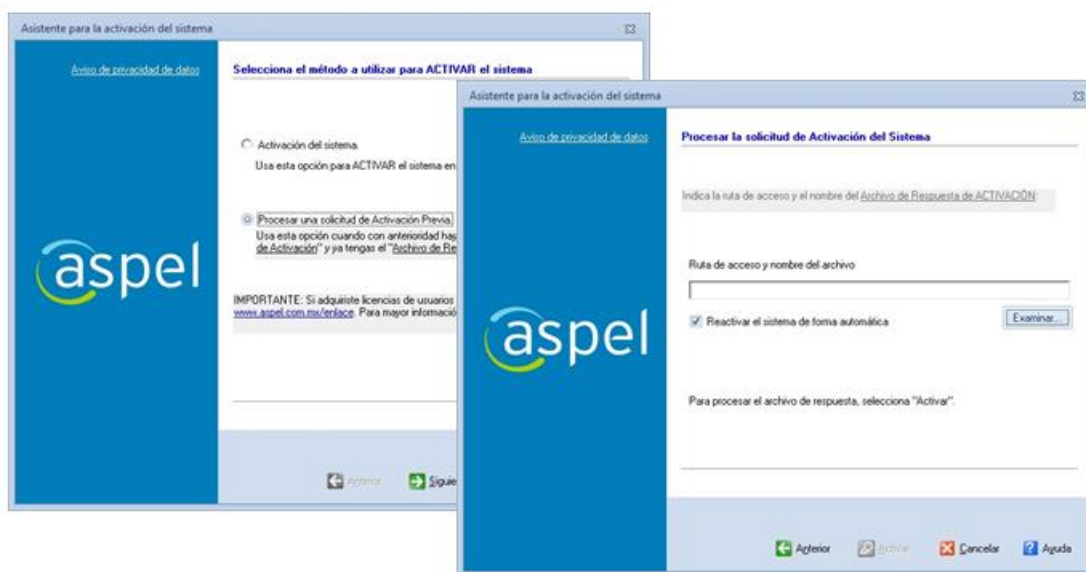 Asistente para la activación del sistema
Aviso de privacidad de datos
Selecciona el método a utilizar para ACTIVAR el sistema
Activación del sistema.
Usa esta opción para ACTIVAR el sistema en
Procesar una solicitud de Activación Previa.
Usa esta opción cuando con anterioridad hay
de Activación" y ya tengas el "Archivo de Re
IMPORTANTE: Si adquiriste licencias de usuarios
www.aspel.com.mx/enlace. Para mayor informació
aspel
Anterior
Siguie
Asistente para la activación del sistema
Aviso de privacidad de datos
Procesar la solicitud de Activación del Sistema
Indica la ruta de acceso y el nombre del Archivo de Respuesta de ACTIVACIÓN:
Ruta de acceso y nombre del archivo
Reactivar el sistema de forma automática
Examinar...
Para procesar el archivo de respuesta, selecciona "Activar".
aspel
Anterior
Activar
Cancelar
Ayuda